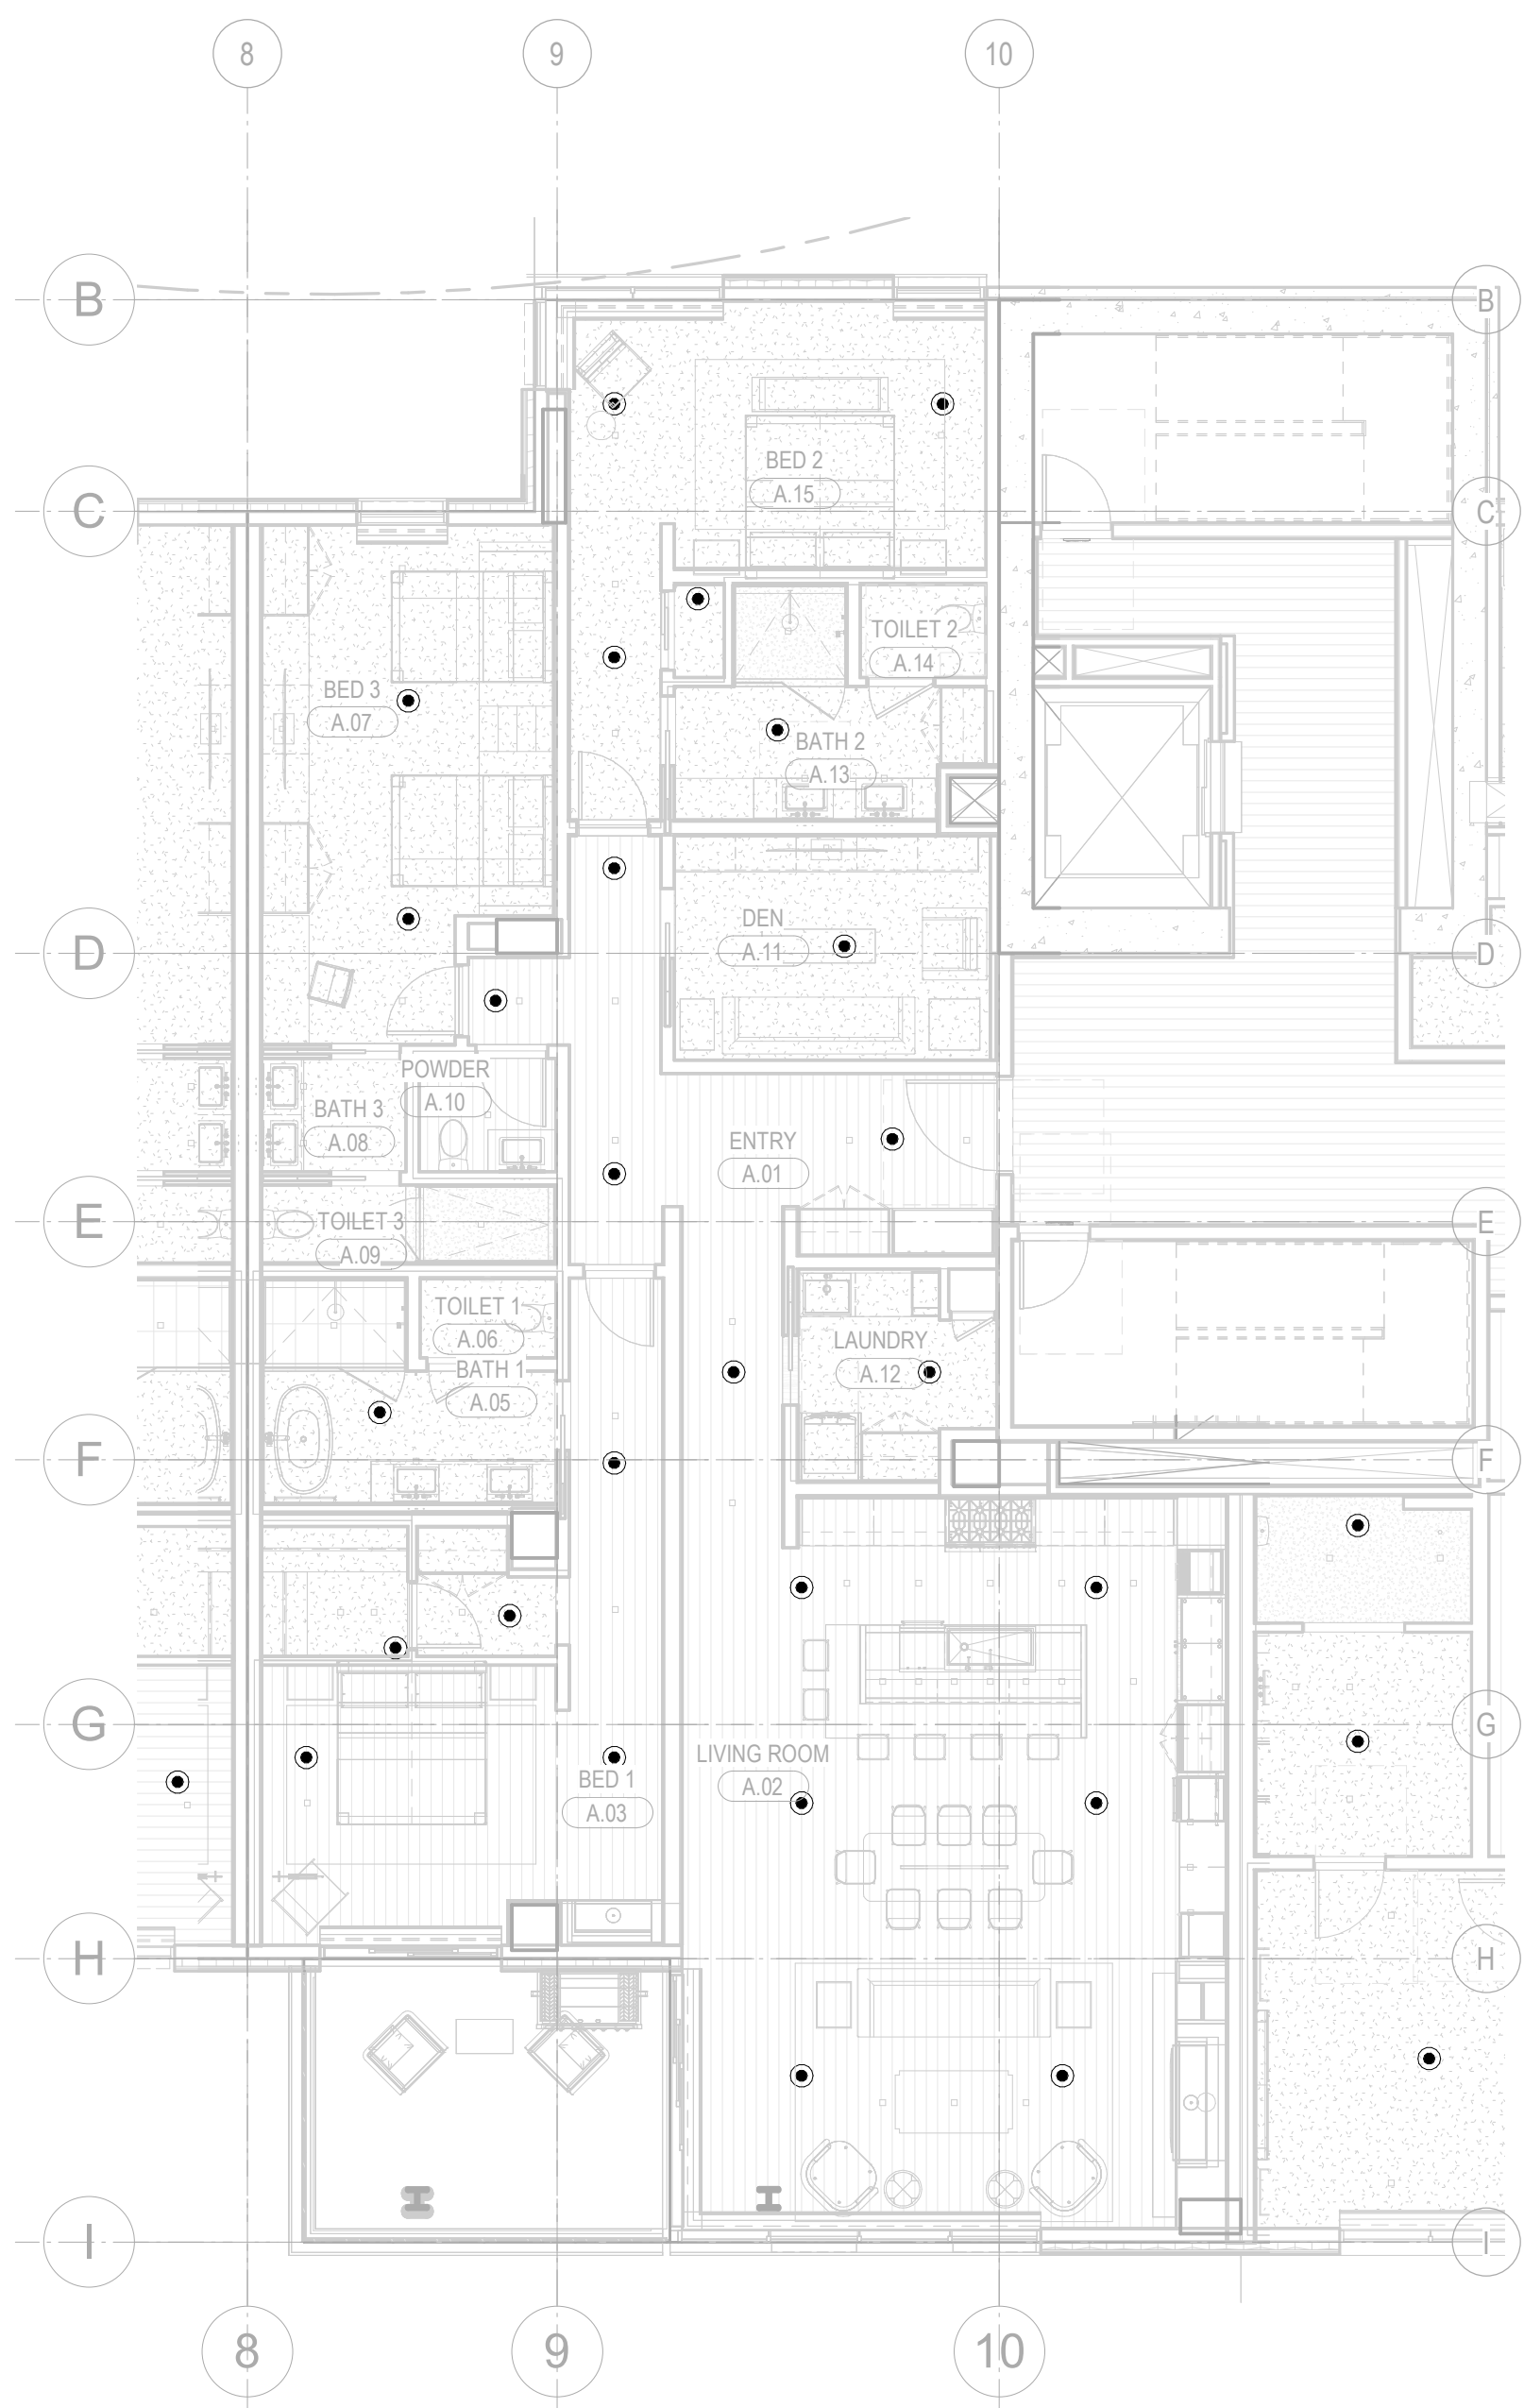 8
9
10
B
B
BED 2
A.15
C
C
TOILET 2
A.14
BED 3
A.07
BATH 2
A.13
DEN
A.11
D
D
POWDER
A.10
BATH 3
A.08
ENTRY
A.01
E
E
TOILET 3
A.09
TOILET 1
A.06
LAUNDRY
A.12
BATH 1
A.05
F
F
G
G
LIVING ROOM
A.02
BED 1
A.03
H
H
I
I
8
9
10